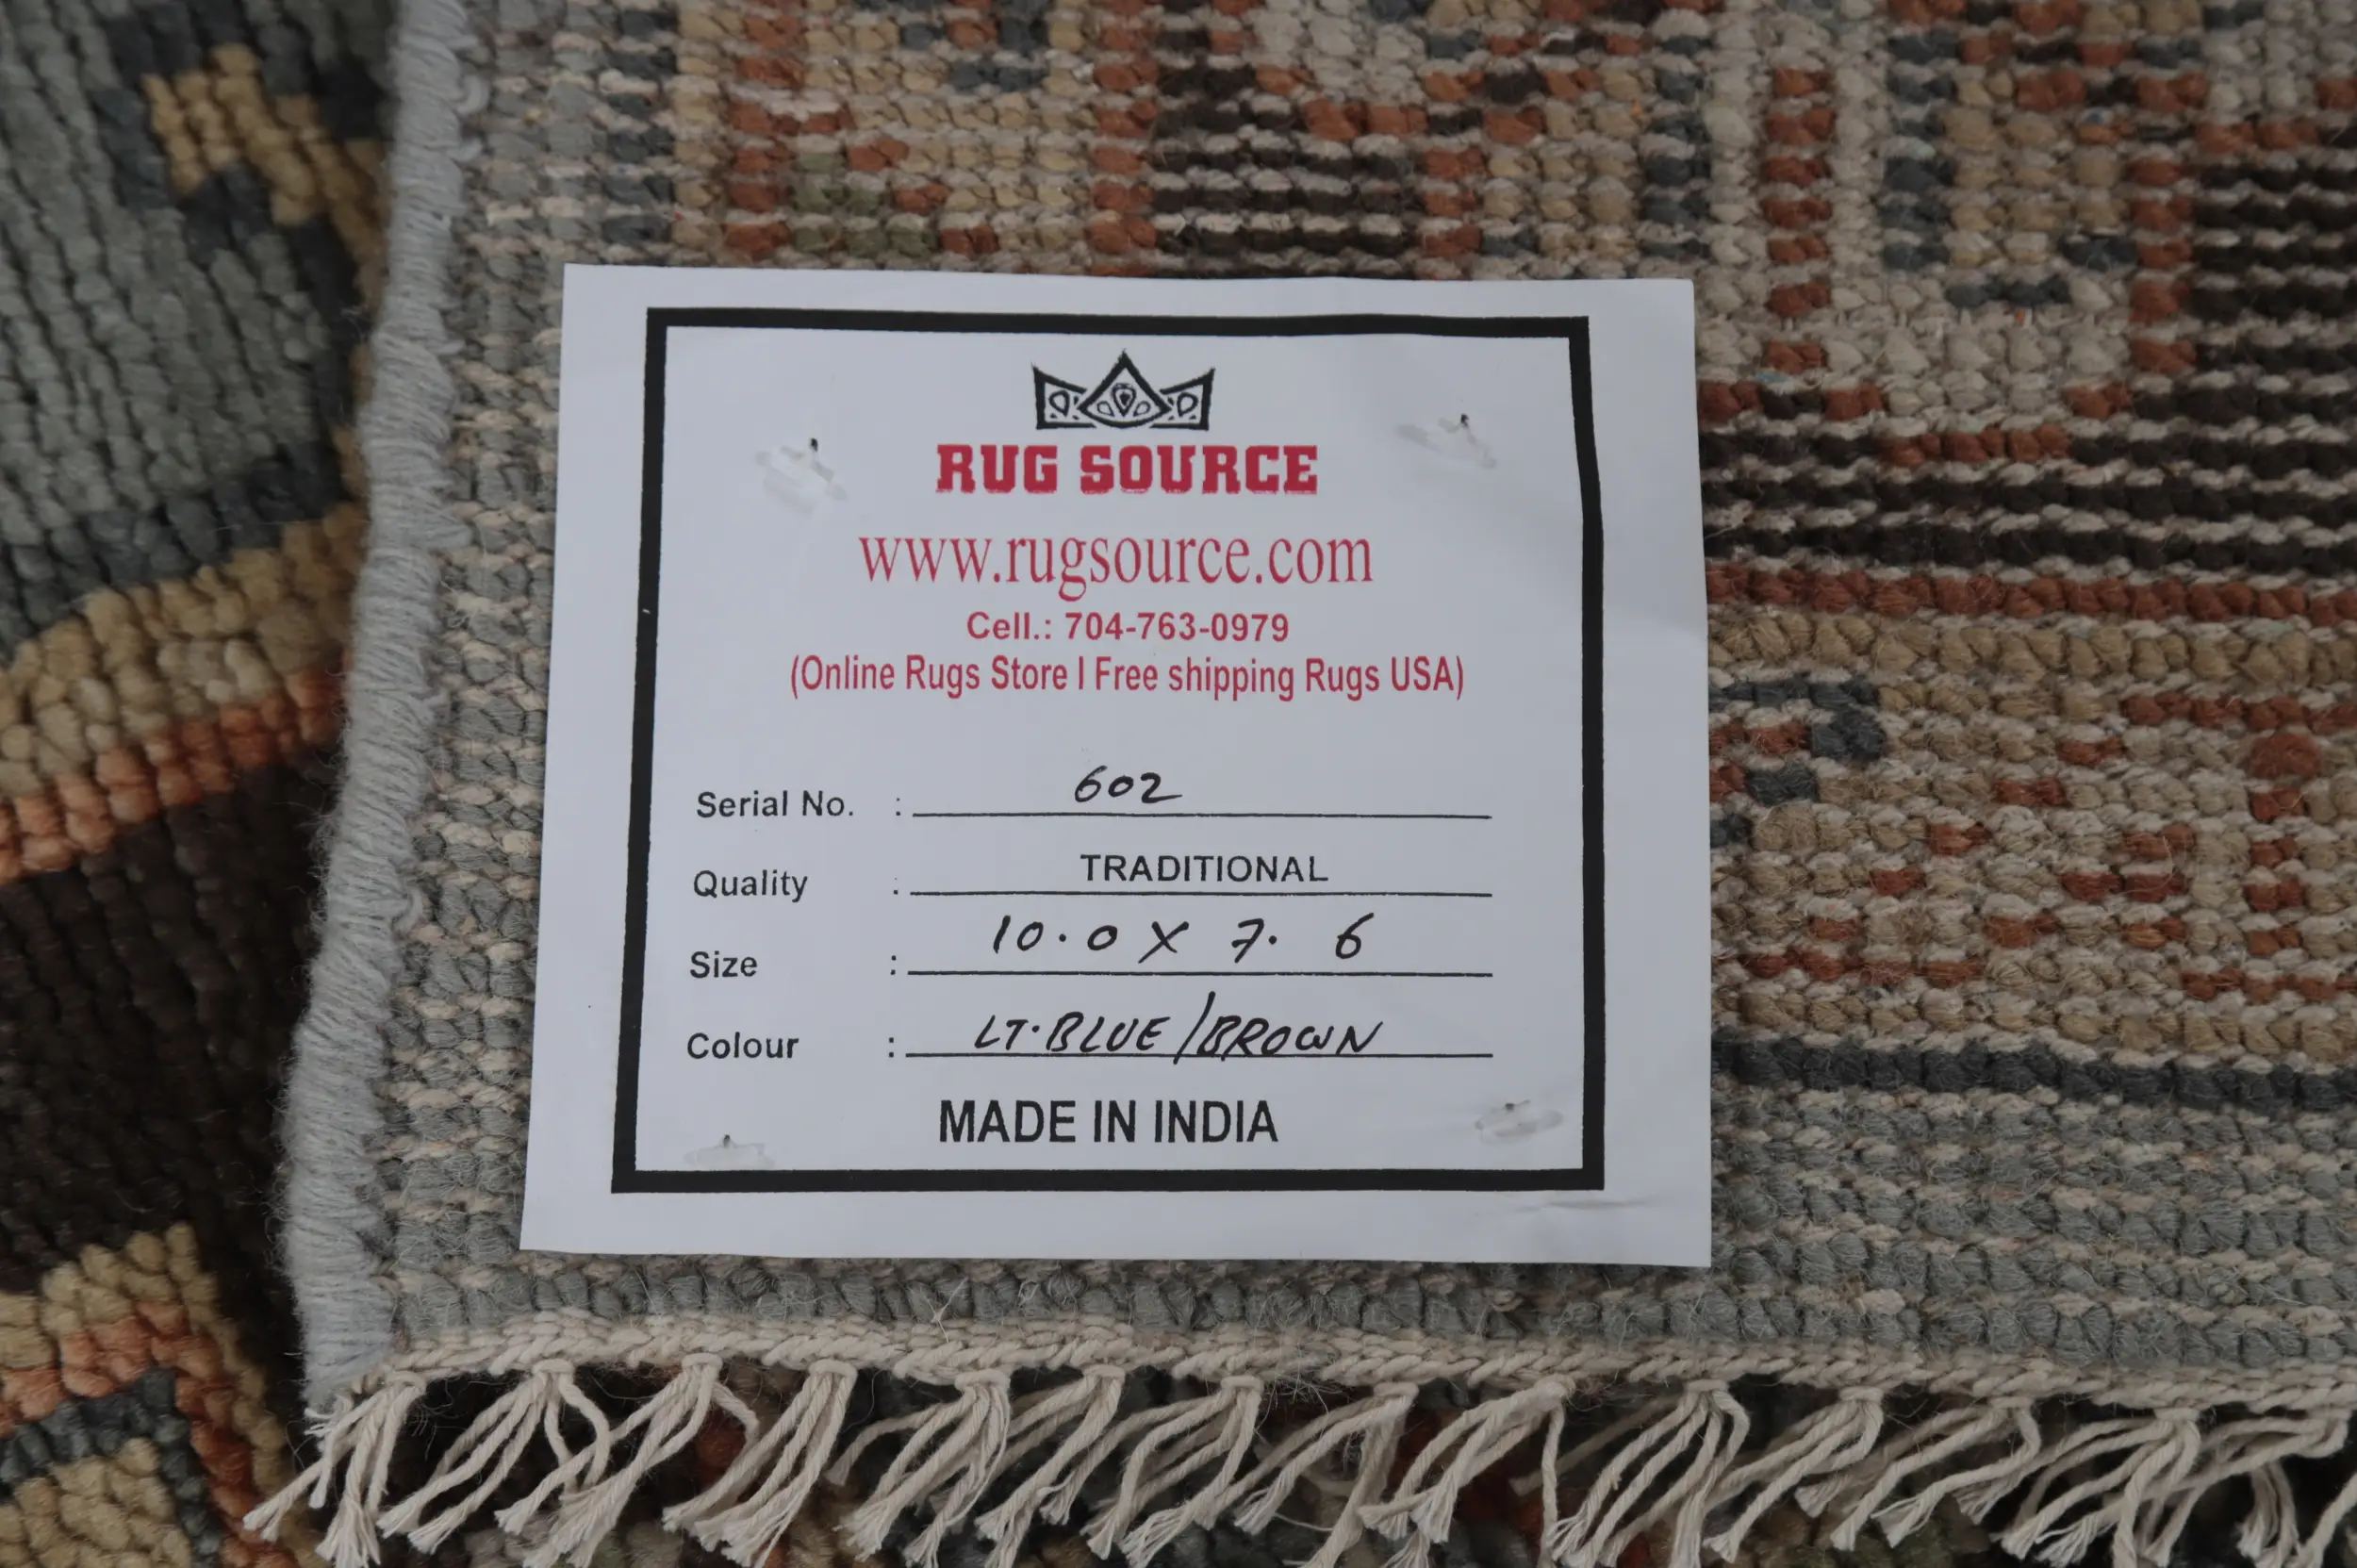 RUG SOURCE
www.rugsource.com
Cell.: 704-763-0979
(Online Rugs Store | Free shipping Rugs USA)
Serial No. : 602
Quality : TRADITIONAL
Size : 10.0 X 7.6
Colour : LT.BLUE/BROWN
MADE IN INDIA